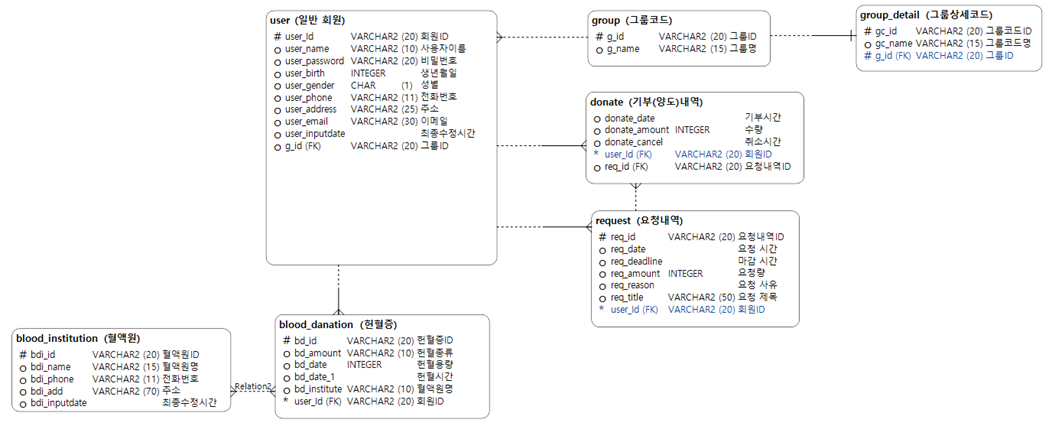 user (일반 회원)
# user_Id VARCHAR2 (20) 회원ID
user_name VARCHAR2 (10) 사용자이름
user_password VARCHAR2 (20) 비밀번호
user_birth INTEGER 생년월일
user_gender CHAR (1) 성별
user_phone VARCHAR2 (11) 전화번호
user_address VARCHAR2 (25) 주소
user_email VARCHAR2 (30) 이메일
user_inputdate 최종수정시간
g_id (FK) VARCHAR2 (20) 그룹ID
group (그룹코드)
# g_id VARCHAR2 (20) 그룹ID
g_name VARCHAR2 (15) 그룹명
group_detail (그룹상세코드)
# gc_id VARCHAR2 (20) 그룹코드ID
gc_name VARCHAR2 (15) 그룹코드명
# g_id (FK) VARCHAR2 (20) 그룹ID
donate (기부(양도)내역)
donate_date 기부시간
donate_amount INTEGER 수량
donate_cancel 취소시간
* user_Id (FK) VARCHAR2 (20) 회원ID
req_id (FK) VARCHAR2 (20) 요청내역ID
request (요청내역)
# req_id VARCHAR2 (20) 요청내역ID
req_date 요청 시간
req_deadline 마감 시간
req_amount INTEGER 요청량
req_reason 요청 사유
req_title VARCHAR2 (50) 요청 제목
* user_Id (FK) VARCHAR2 (20) 회원ID
blood_danation (헌혈증)
# bd_id VARCHAR2 (20) 헌혈증ID
bd_amount VARCHAR2 (10) 헌혈종류
bd_date INTEGER 헌혈용량
bd_date_1 헌혈시간
bd_institute VARCHAR2 (10) 혈액원명
* user_Id (FK) VARCHAR2 (20) 회원ID
blood_institution (혈액원)
# bdi_id VARCHAR2 (20) 혈액원ID
bdi_name VARCHAR2 (15) 혈액원명
bdi_phone VARCHAR2 (11) 전화번호
bdi_add VARCHAR2 (70) 주소
bdi_inputdate 최종수정시간
Relation2